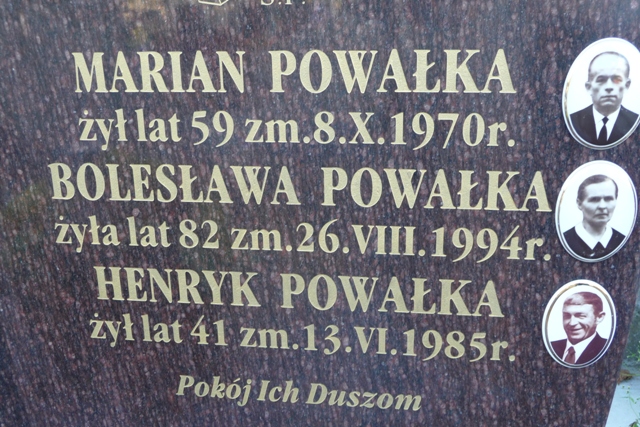 Ś.P.
MARIAN POWAŁKA
żył lat 59 zm.8.X.1970r.
BOLESŁAWA POWAŁKA
żyła lat 82 zm.26.VIII.1994r.
HENRYK POWAŁKA
żył lat 41 zm.13.VI.1985r.
Pokój Ich Duszom